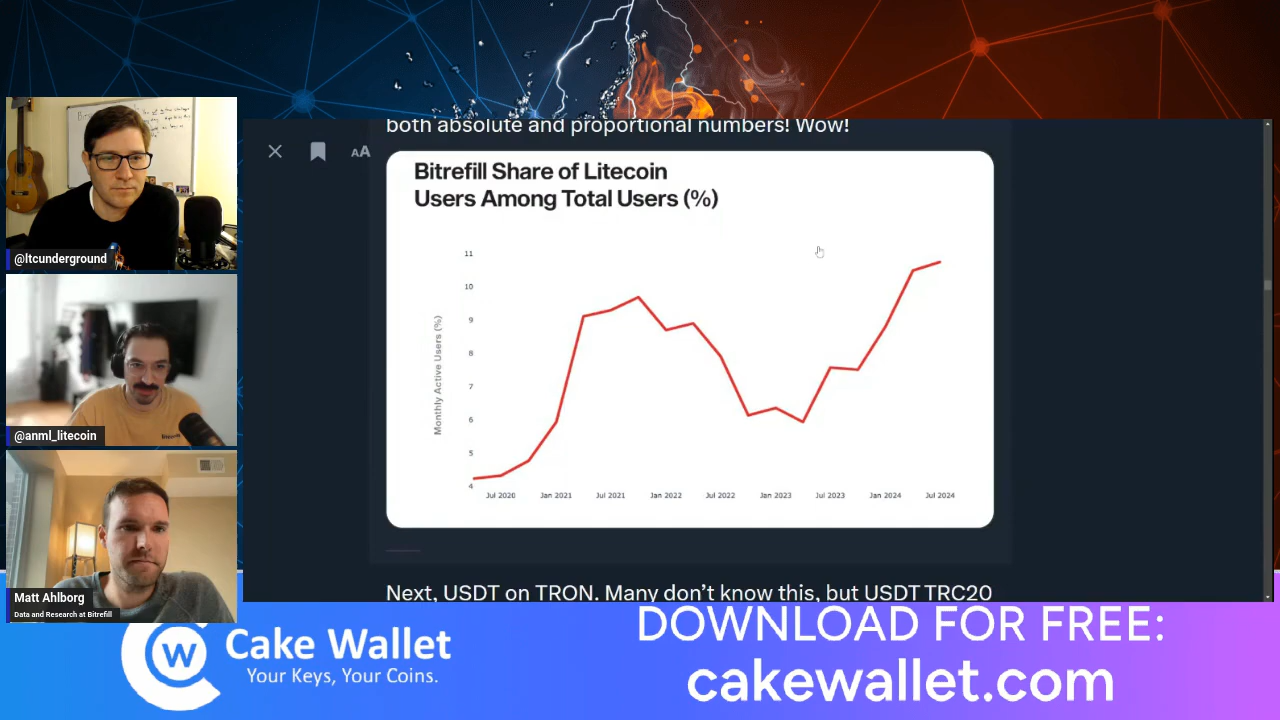 both absolute and proportional numbers! Wow!
AA
Bitrefill Share of Litecoin
Users Among Total Users (%)
Monthly Active Users (%)
11
10
9
8
7
6
5
4
Jul 2020
Jan 2021
Jul 2021
Jan 2022
Jul 2022
Jan 2023
Jul 2023
Jan 2024
Jul 2024
Next, USDT on TRON. Many don’t know this, but USDT TRC20
@ltcunderground
@anml_litecoin
Matt Ahlborg
Data and Research at Bitrefill
W
Cake Wallet
Your Keys, Your Coins.
DOWNLOAD FOR FREE:
cakewallet.com